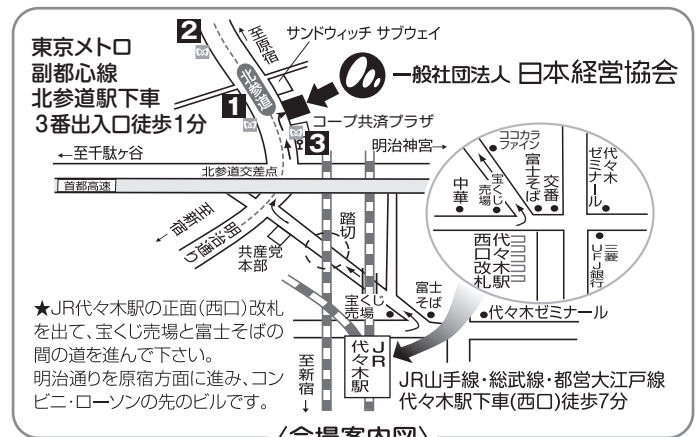 東京メトロ
副都心線
北参道駅下車
3番出入口徒歩1分
2
至原宿
サンドウィッチ サブウェイ
北参道
1
一般社団法人 日本経営協会
コープ共済プラザ
3
←至千駄ヶ谷
明治神宮⇨
北参道交差点
首都高速
至新宿
明治通り
共産党
本部
踏切
宝くじ
売場
富士
そば
代々木ゼミナール
JR
代々木駅
至新宿
ココカラ
ファイン
中華
宝くじ
売場
富士そば
交番
代々木
ゼミナール
代々木駅
西口改札
三菱
UFJ銀行
★JR代々木駅の正面(西口)改札
を出て、宝くじ売場と富士そばの
間の道を進んで下さい。
明治通りを原宿方面に進み、コン
ビニ・ローソンの先のビルです。
JR山手線・総武線・都営大江戸線
代々木駅下車(西口)徒歩7分
〈会場案内図〉